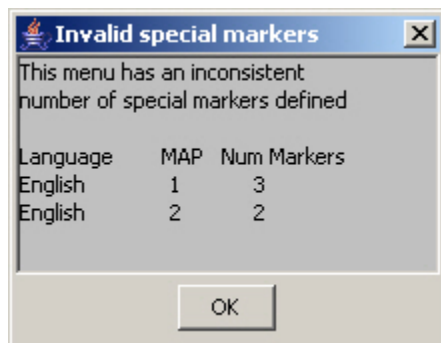 Invalid special markers
This menu has an inconsistent
number of special markers defined
Language MAP Num Markers
English 1 3
English 2 2
OK